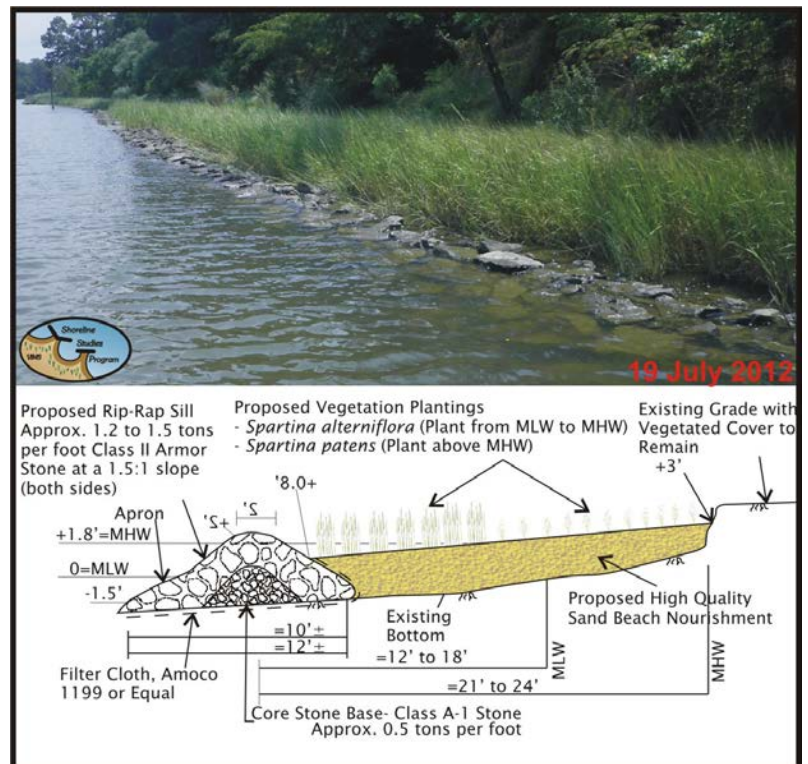 Shoreline
Studies
Program
VIMS
19 July 2012
Proposed Rip-Rap Sill
Approx. 1.2 to 1.5 tons
per foot Class II Armor
Stone at a 1.5:1 slope
(both sides)
Proposed Vegetation Plantings
- Spartina alterniflora (Plant from MLW to MHW)
- Spartina patens (Plant above MHW)
Existing Grade with
Vegetated Cover to
Remain
+3'
Apron
+2'
2'
+0.8'
+1.8'=MHW
0=MLW
-1.5'
=10'±
=12'±
Filter Cloth, Amoco
1199 or Equal
Existing
Bottom
=12' to 18'
MLW
Proposed High Quality
Sand Beach Nourishment
MHW
=21' to 24'
Core Stone Base- Class A-1 Stone
Approx. 0.5 tons per foot